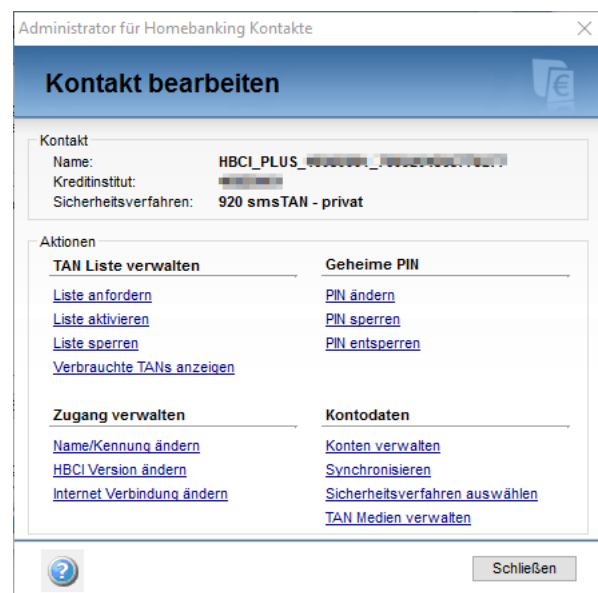 Administrator für Homebanking Kontakte
Kontakt bearbeiten
Kontakt
Name: HBCI_PLUS_
Kreditinstitut:
Sicherheitsverfahren: 920 smsTAN - privat
Aktionen
TAN Liste verwalten
Liste anfordern
Liste aktivieren
Liste sperren
Verbrauchte TANs anzeigen
Geheime PIN
PIN ändern
PIN sperren
PIN entsperren
Zugang verwalten
Name/Kennung ändern
HBCI Version ändern
Internet Verbindung ändern
Kontodaten
Konten verwalten
Synchronisieren
Sicherheitsverfahren auswählen
TAN Medien verwalten
Schließen